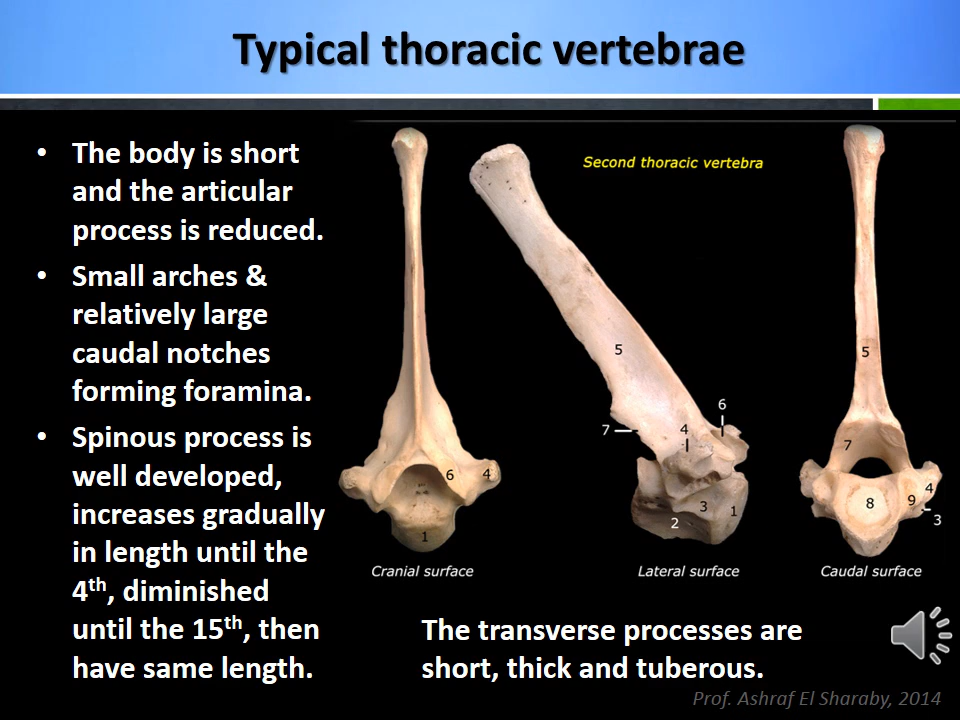 Typical thoracic vertebrae
• The body is short
and the articular
process is reduced.
• Small arches &
relatively large
caudal notches
forming foramina.
• Spinous process is
well developed,
increases gradually
in length until the
4th, diminished
until the 15th, then
have same length.
Second thoracic vertebra
6 4
1
Cranial surface
5
6
7 4
3 1
2
Lateral surface
5
7
4
8 9
3
Caudal surface
The transverse processes are
short, thick and tuberous.
Prof. Ashraf El Sharaby, 2014